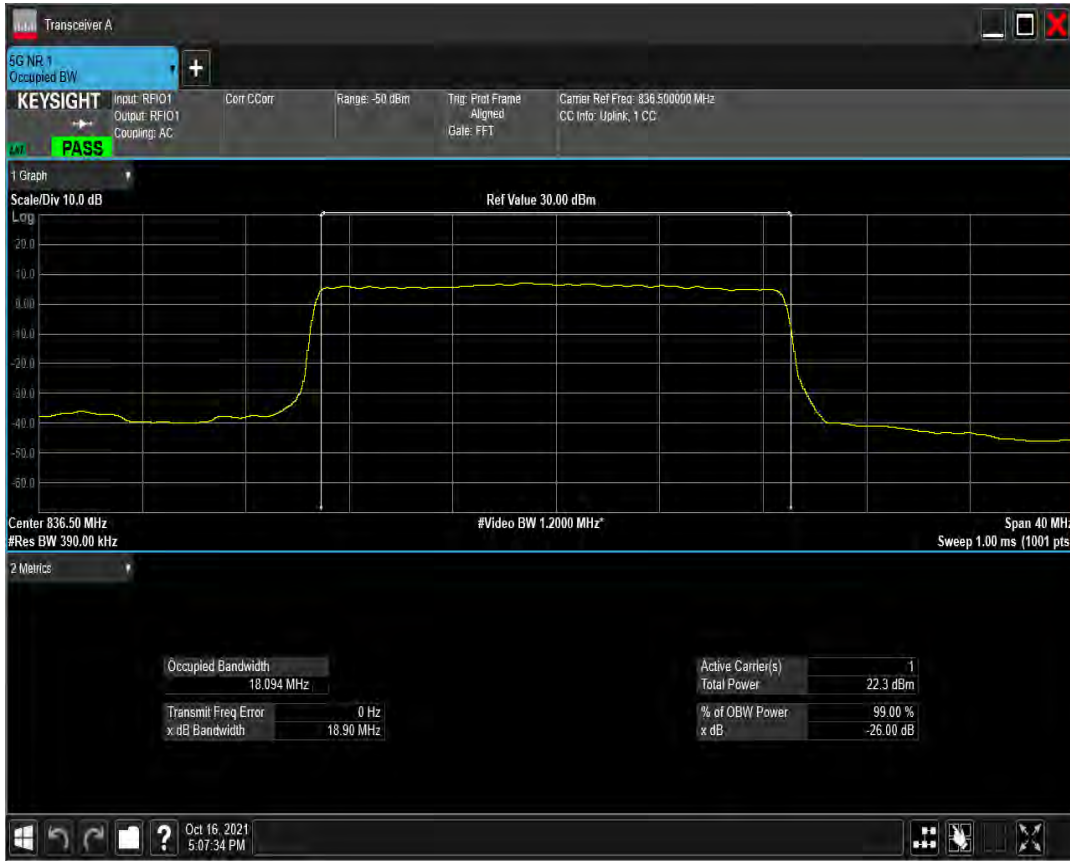 Transceiver A
5G NR 1
Occupied BW
+
KEYSIGHT
Input: RFIO1
Output: RFIO1
Coupling: AC
Corr CCorr
Range: -50 dBm
Trig: Prot Frame
Aligned
Gate: FFT
Carrier Ref Freq: 836.500000 MHz
CC Info: Uplink, 1 CC
PASS
1 Graph
Scale/Div 10.0 dB
Ref Value 30.00 dBm
Log
20.0
10.0
0.00
-10.0
-20.0
-30.0
-40.0
-50.0
-60.0
Center 836.50 MHz
#Video BW 1.2000 MHz*
Span 40 MHz
#Res BW 390.00 kHz
Sweep 1.00 ms (1001 pts
2 Metrics
Occupied Bandwidth
18.094 MHz
Transmit Freq Error 0 Hz
x dB Bandwidth 18.90 MHz
Active Carrier(s) 1
Total Power 22.3 dBm
% of OBW Power 99.00 %
x dB -26.00 dB
?
Oct 16, 2021
5:07:34 PM